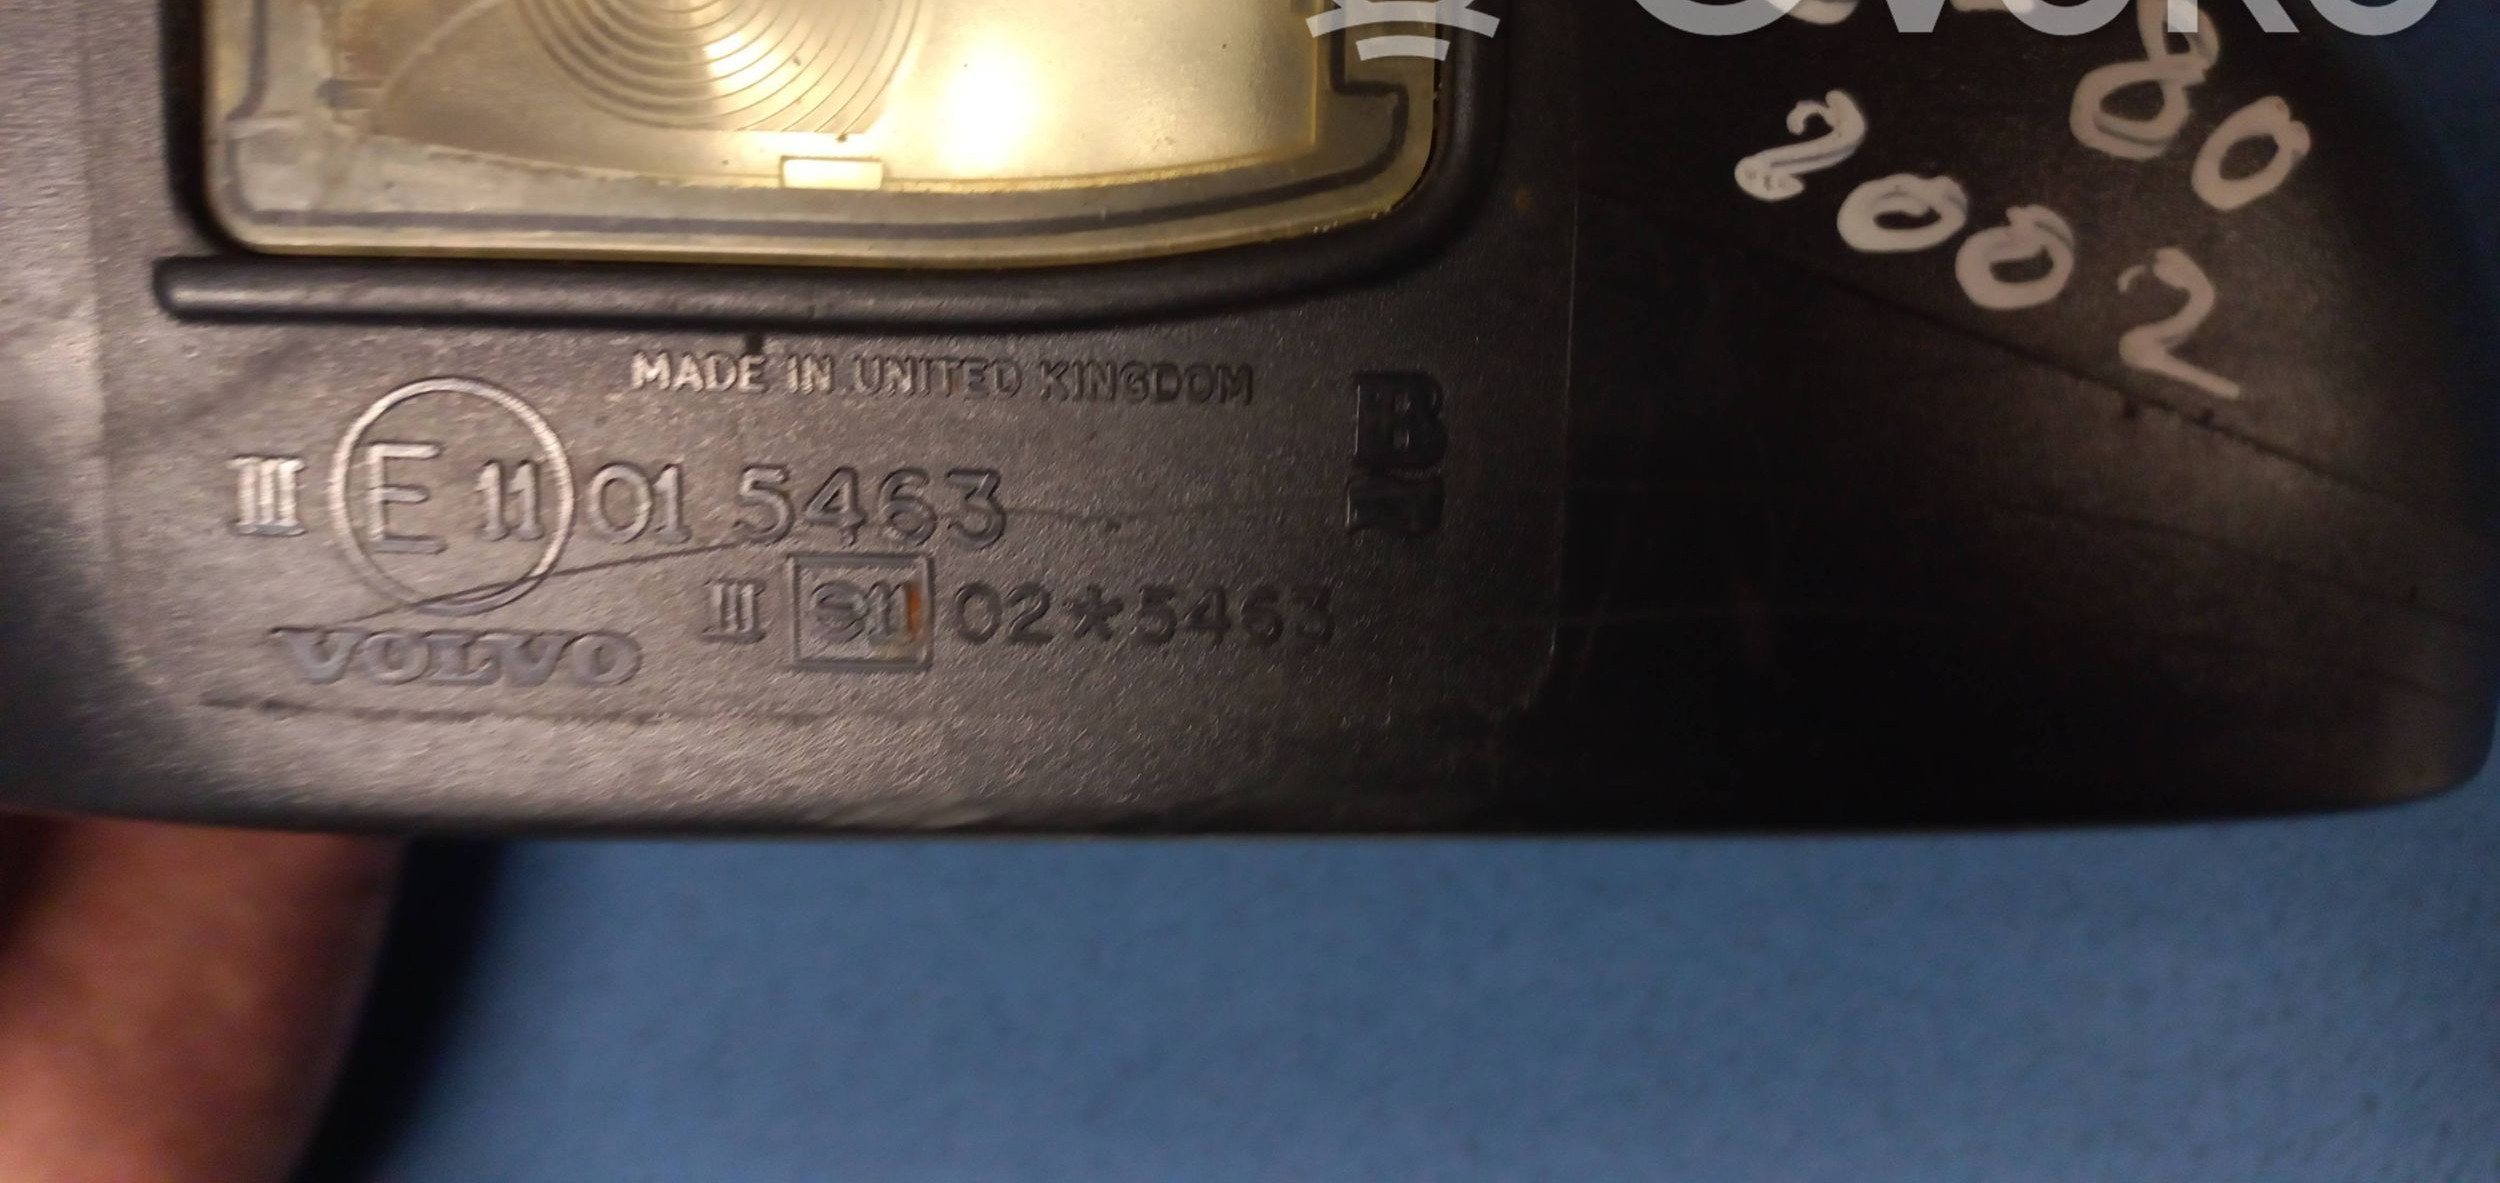 80
2002
MADE IN UNITED KINGDOM
III E 11 01 5463
III 02*5463
VOLVO